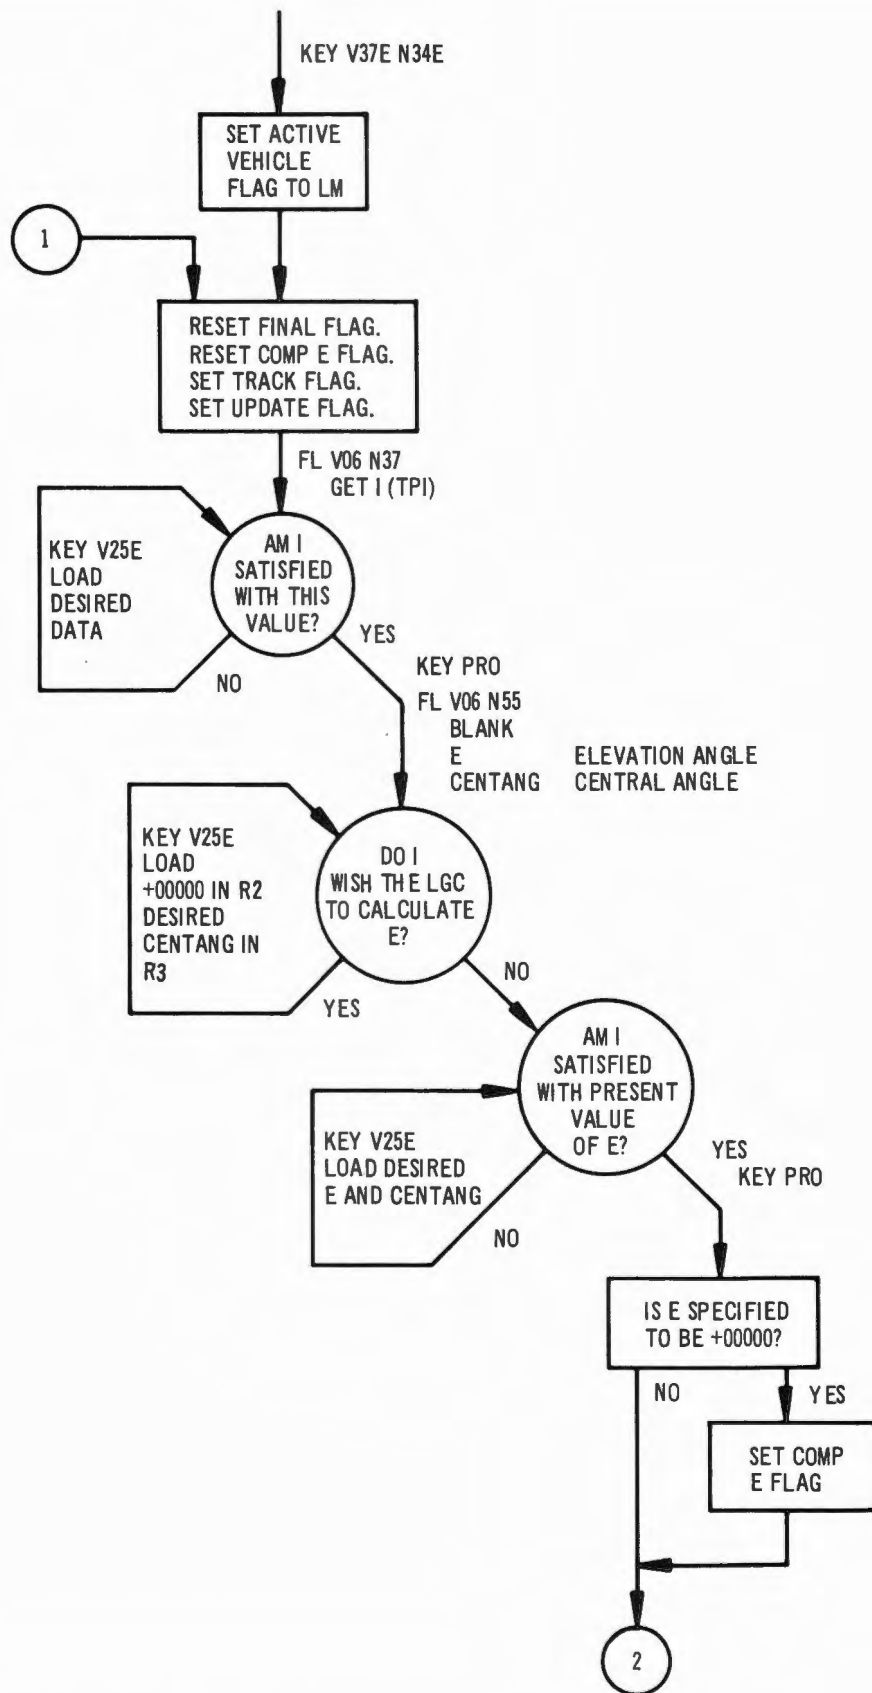 KEY V37E N34E
SET ACTIVE
VEHICLE
FLAG TO LM
1
RESET FINAL FLAG.
RESET COMP E FLAG.
SET TRACK FLAG.
SET UPDATE FLAG.
FL V06 N37
GET I (TPI)
KEY V25E
LOAD
DESIRED
DATA
AM I
SATISFIED
WITH THIS
VALUE?
NO
YES
KEY PRO
FL V06 N55
BLANK
E ELEVATION ANGLE
CENTANG CENTRAL ANGLE
KEY V25E
LOAD
+00000 IN R2
DESIRED
CENTANG IN
R3
DO I
WISH THE LGC
TO CALCULATE
E?
YES
NO
AM I
SATISFIED
WITH PRESENT
VALUE
OF E?
KEY V25E
LOAD DESIRED
E AND CENTANG
NO
YES
KEY PRO
IS E SPECIFIED
TO BE +00000?
NO
YES
SET COMP
E FLAG
2